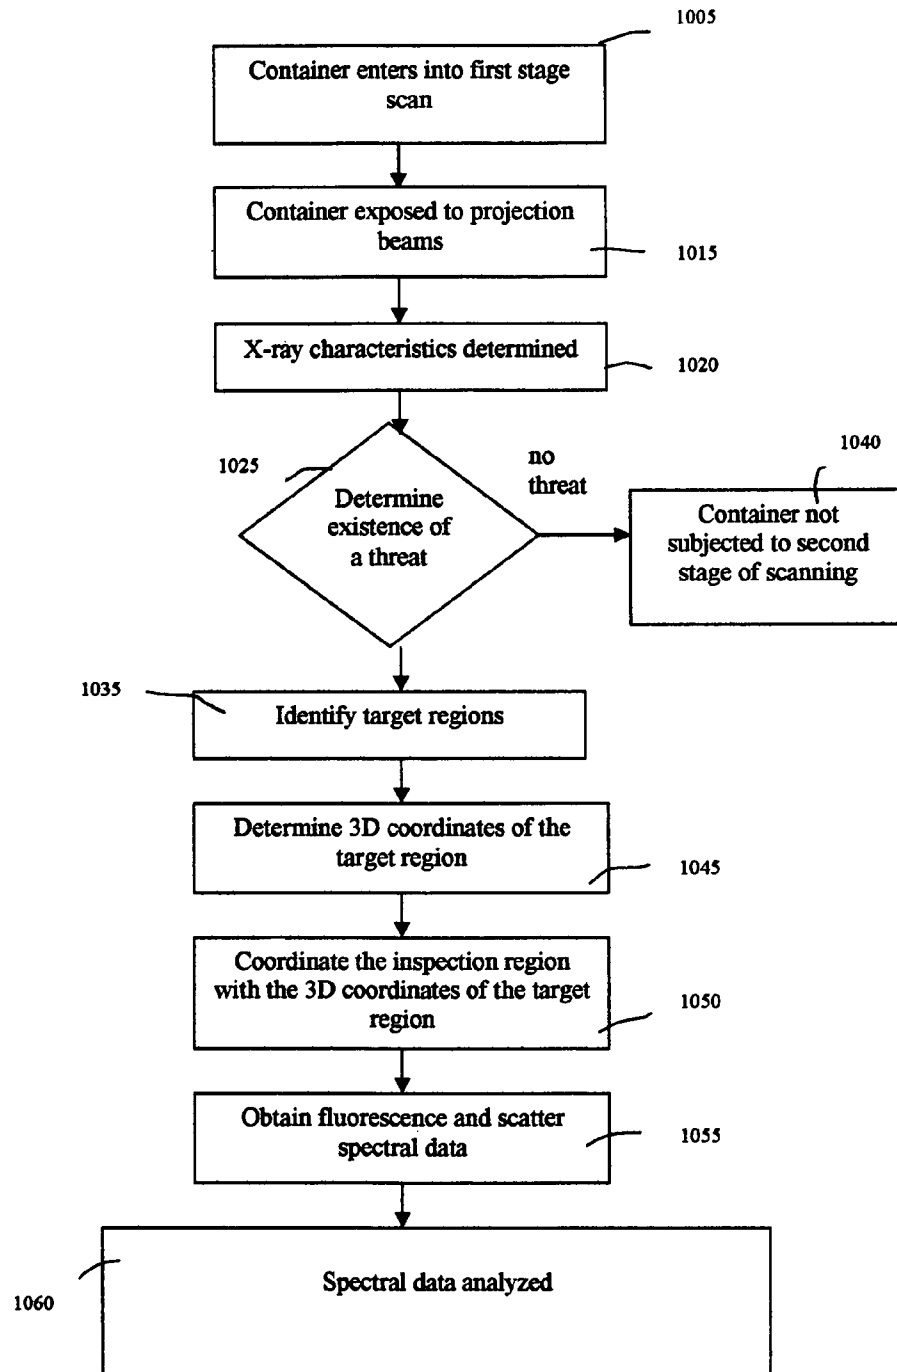 1005
Container enters into first stage
scan
Container exposed to projection
beams
1015
X-ray characteristics determined
1020
1025
Determine
existence of
a threat
no
threat
1040
Container not
subjected to second
stage of scanning
1035
Identify target regions
Determine 3D coordinates of the
target region
1045
Coordinate the inspection region
with the 3D coordinates of the target
region
1050
Obtain fluorescence and scatter
spectral data
1055
Spectral data analyzed
1060